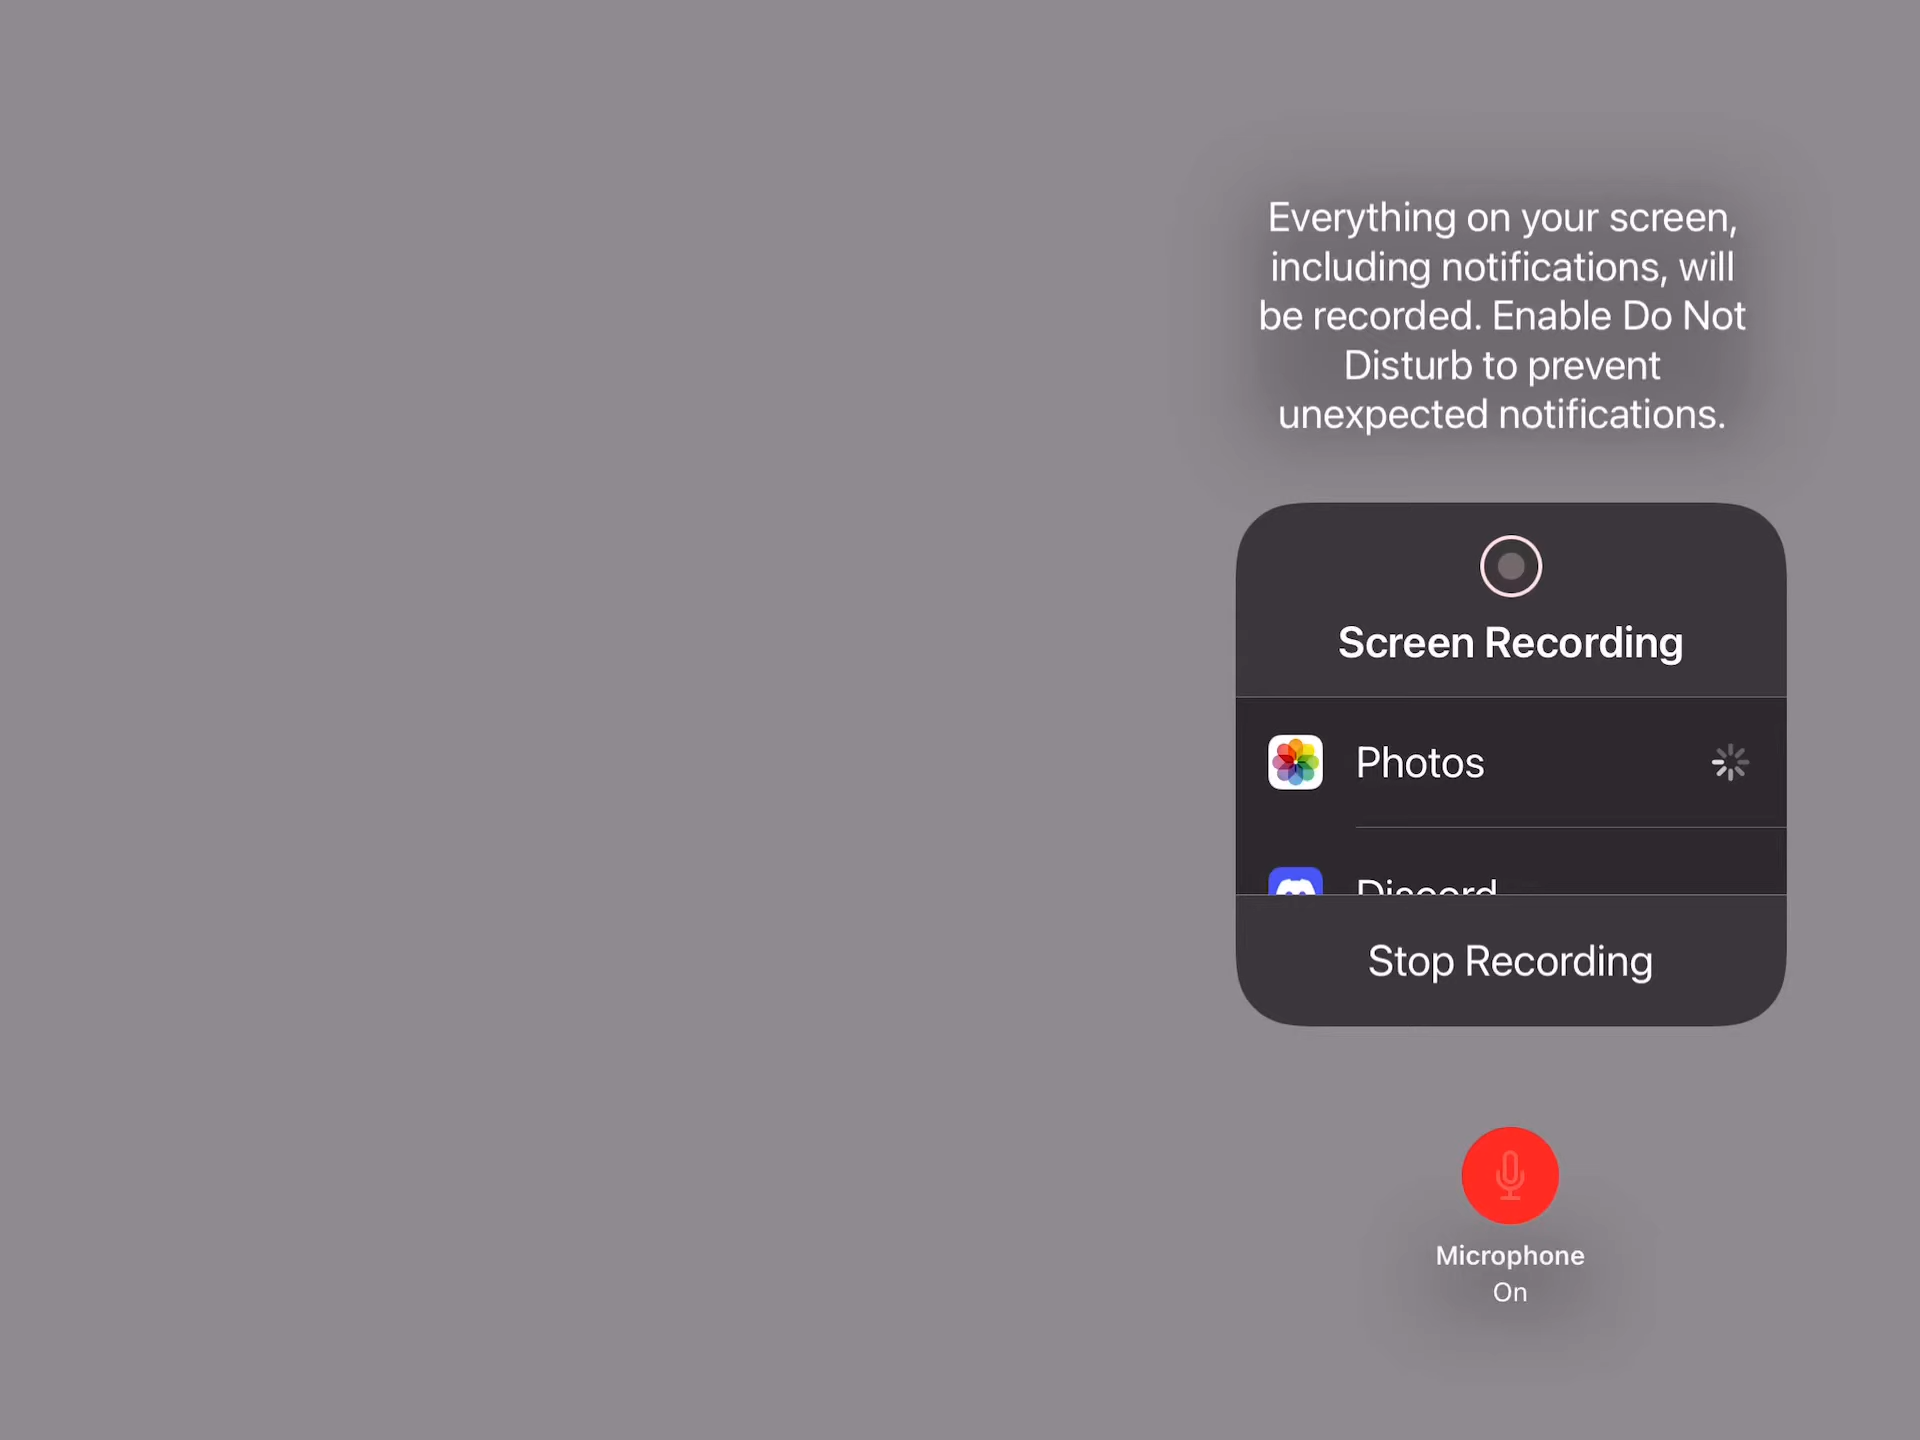 Everything on your screen,
including notifications, will
be recorded. Enable Do Not
Disturb to prevent
unexpected notifications.
Screen Recording
Photos
Discord
Stop Recording
Microphone
On